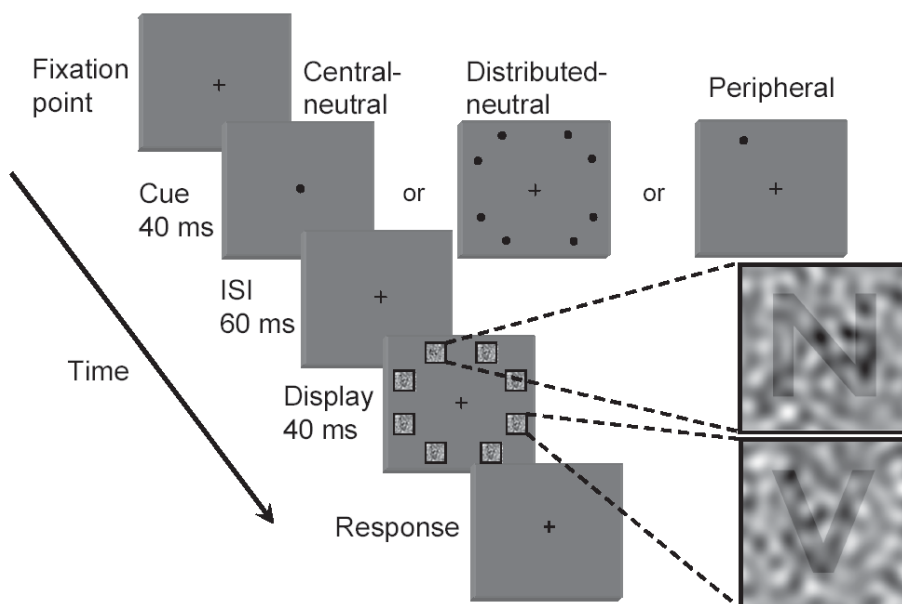 Fixation
point
Central-
neutral
Distributed-
neutral
Peripheral
Cue
40 ms
or
or
ISI
60 ms
Time
Display
40 ms
Response
N
V